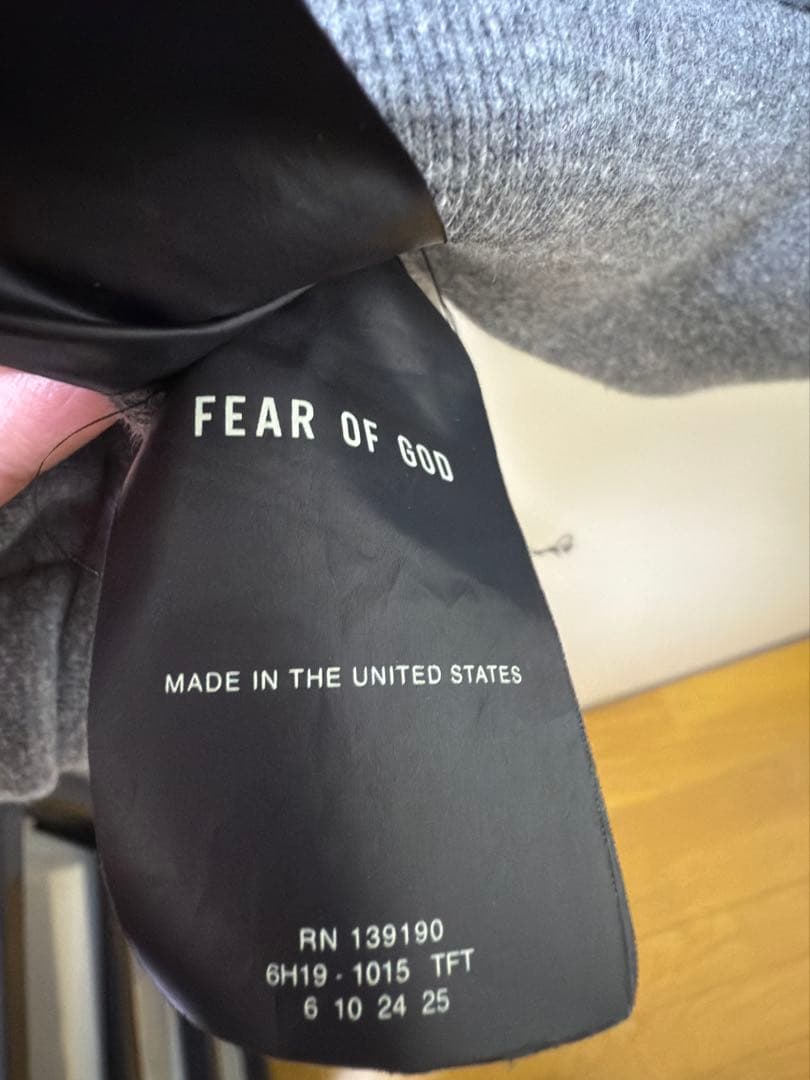 FEAR OF GOD
MADE IN THE UNITED STATES
RN 139190
6H19 - 1015 TFT
6 10 24 25